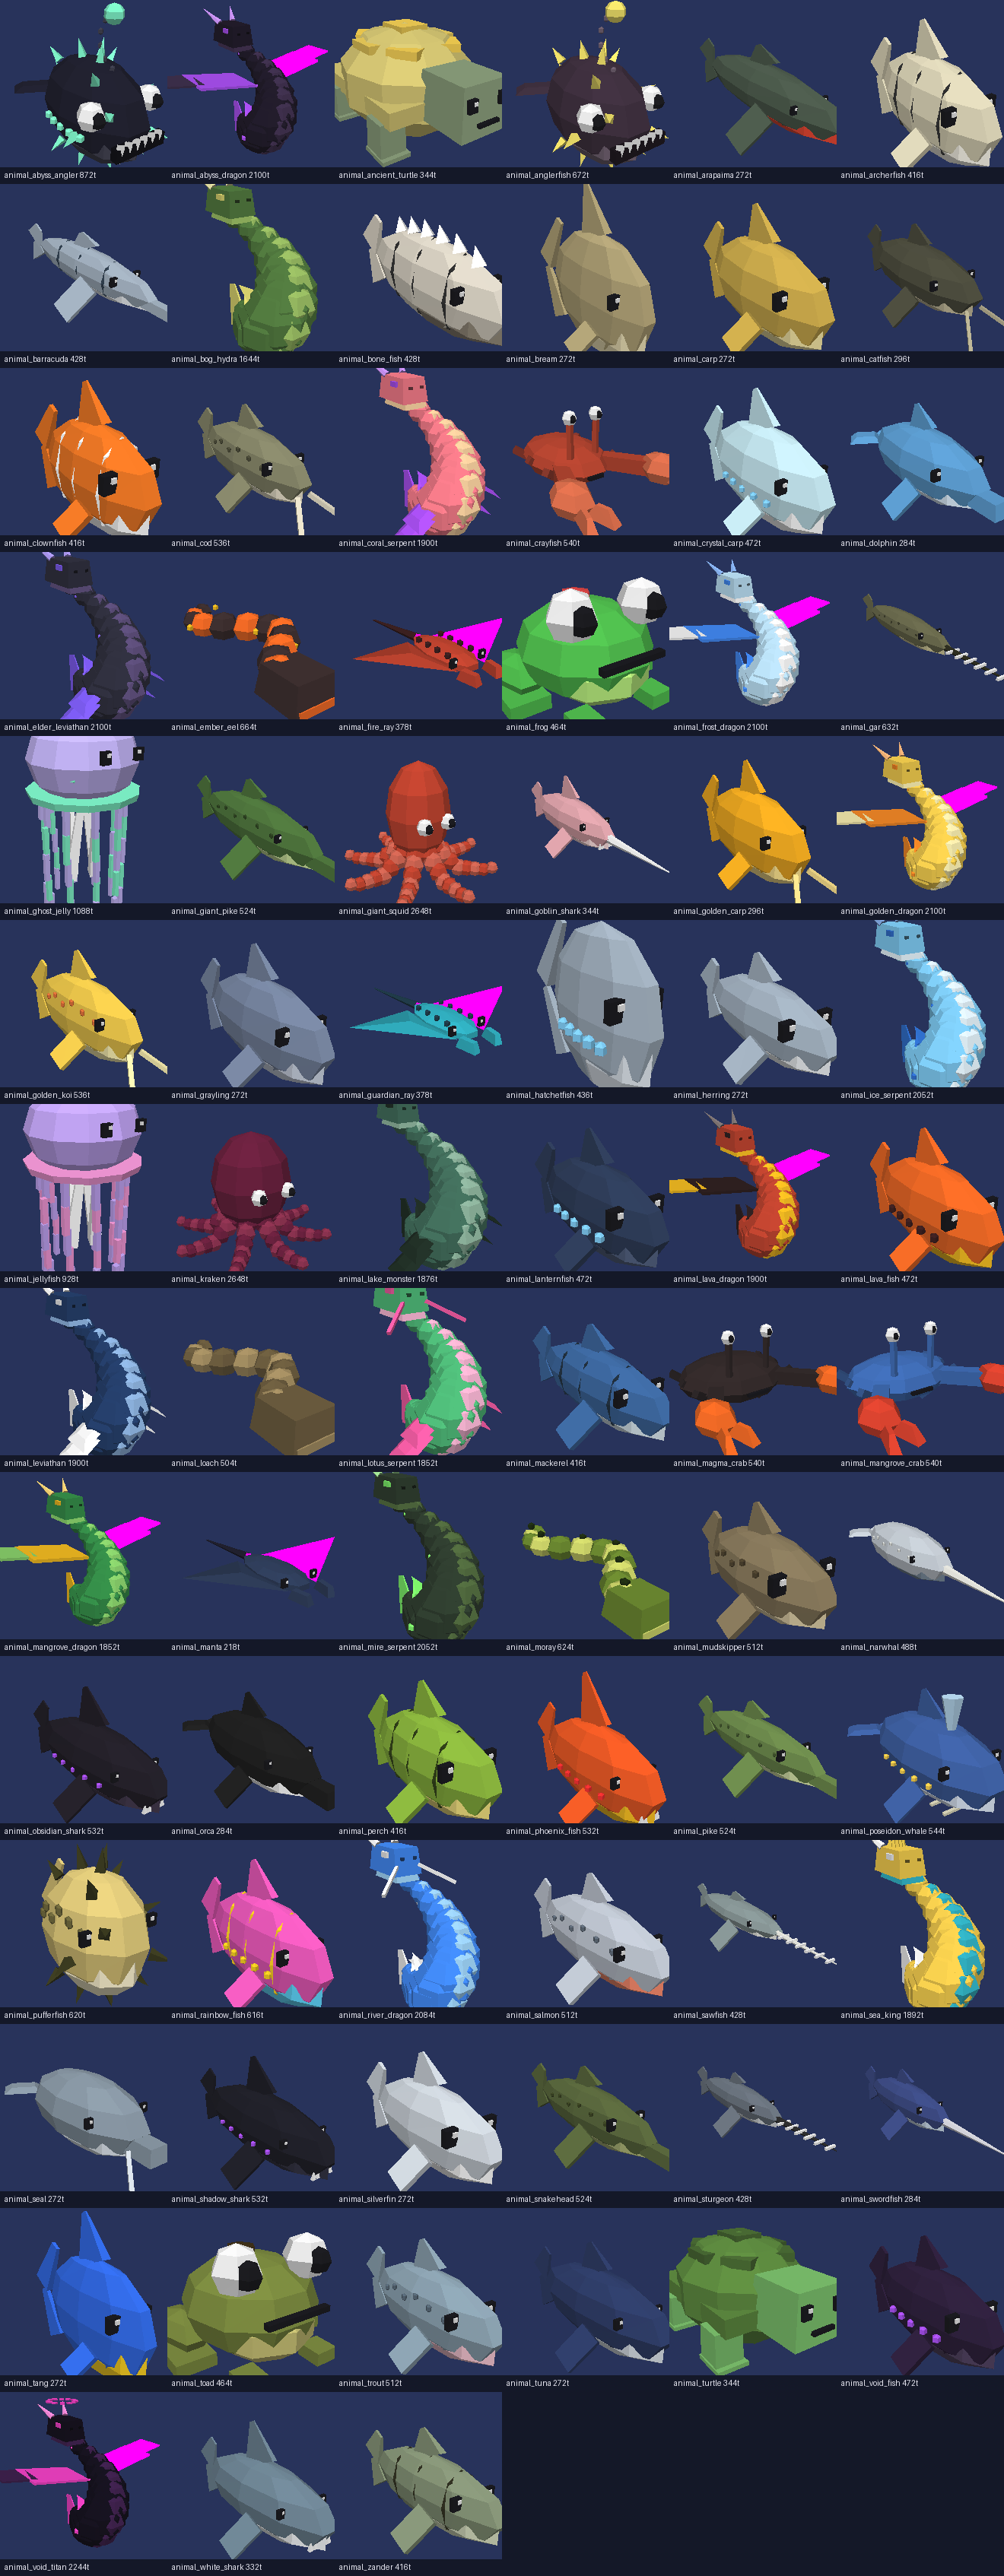 animal_abyss_angler 872t
animal_abyss_dragon 2100t
animal_ancient_turtle 344t
animal_anglerfish 672t
animal_arapaima 272t
animal_archerfish 416t
animal_barracuda 428t
animal_bog_hydra 1644t
animal_bone_fish 428t
animal_bream 272t
animal_carp 272t
animal_catfish 296t
animal_clownfish 416t
animal_cod 536t
animal_coral_serpent 1900t
animal_crayfish 540t
animal_crystal_carp 472t
animal_dolphin 284t
animal_elder_leviathan 2100t
animal_ember_eel 664t
animal_fire_ray 378t
animal_frog 464t
animal_frost_dragon 2100t
animal_gar 632t
animal_ghost_jelly 1088t
animal_giant_pike 524t
animal_giant_squid 2648t
animal_goblin_shark 344t
animal_golden_carp 296t
animal_golden_dragon 2100t
animal_golden_koi 536t
animal_grayling 272t
animal_guardian_ray 378t
animal_hatchetfish 436t
animal_herring 272t
animal_ice_serpent 2052t
animal_jellyfish 928t
animal_kraken 2648t
animal_lake_monster 1876t
animal_lanternfish 472t
animal_lava_dragon 1900t
animal_lava_fish 472t
animal_leviathan 1900t
animal_loach 504t
animal_lotus_serpent 1852t
animal_mackerel 416t
animal_magma_crab 540t
animal_mangrove_crab 540t
animal_mangrove_dragon 1852t
animal_manta 218t
animal_mire_serpent 2052t
animal_moray 624t
animal_mudskipper 512t
animal_narwhal 488t
animal_obsidian_shark 532t
animal_orca 284t
animal_perch 416t
animal_phoenix_fish 532t
animal_pike 524t
animal_poseidon_whale 544t
animal_pufferfish 620t
animal_rainbow_fish 616t
animal_river_dragon 2084t
animal_salmon 512t
animal_sawfish 428t
animal_sea_king 1892t
animal_seal 272t
animal_shadow_shark 532t
animal_silverfin 272t
animal_snakehead 524t
animal_sturgeon 428t
animal_swordfish 284t
animal_tang 272t
animal_toad 464t
animal_trout 512t
animal_tuna 272t
animal_turtle 344t
animal_void_fish 472t
animal_void_titan 2244t
animal_white_shark 332t
animal_zander 416t